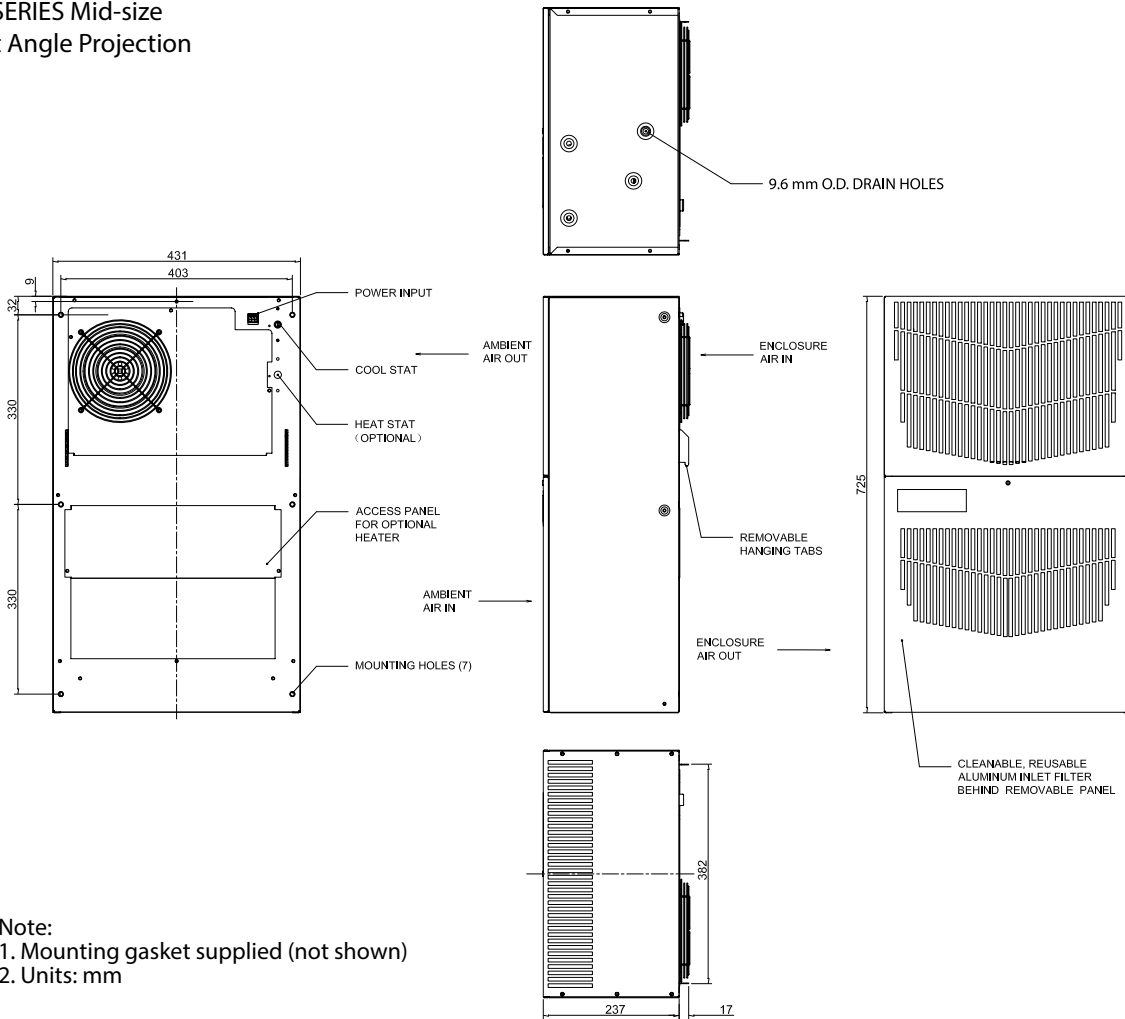 SERIES Mid-size
Angle Projection
9.6 mm O.D. DRAIN HOLES
431
403
9
32
330
330
POWER INPUT
COOL STAT
HEAT STAT
(OPTIONAL)
ACCESS PANEL
FOR OPTIONAL
HEATER
MOUNTING HOLES (7)
AMBIENT
AIR OUT
ENCLOSURE
AIR IN
REMOVABLE
HANGING TABS
AMBIENT
AIR IN
ENCLOSURE
AIR OUT
725
CLEANABLE, REUSABLE
ALUMINUM INLET FILTER
BEHIND REMOVABLE PANEL
382
237
17
Note:
1. Mounting gasket supplied (not shown)
2. Units: mm